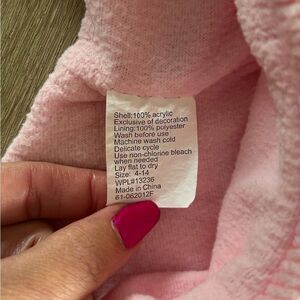 Shell:100% acrylic
Exclusive of decoration
Lining:100% polyester
Wash before use
Machine wash cold
Delicate cycle
Use non-chlorine bleach
when needed
Lay flat to dry
Size: 4-14
WPL#13236
Made in China
61-062012F